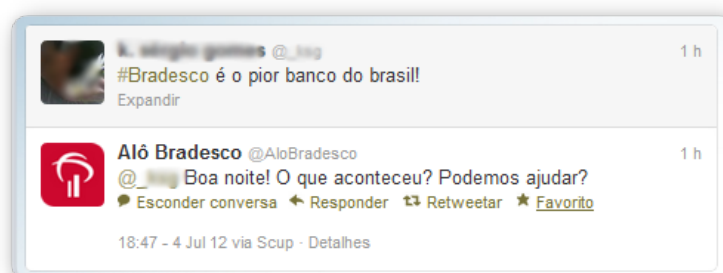 1 h
#Bradesco é o pior banco do brasil!
Expandir
Alô Bradesco @AloBradesco 1 h
Boa noite! O que aconteceu? Podemos ajudar?
Esconder conversa Responder Retweetar Favorito
18:47 - 4 Jul 12 via Scup · Detalhes